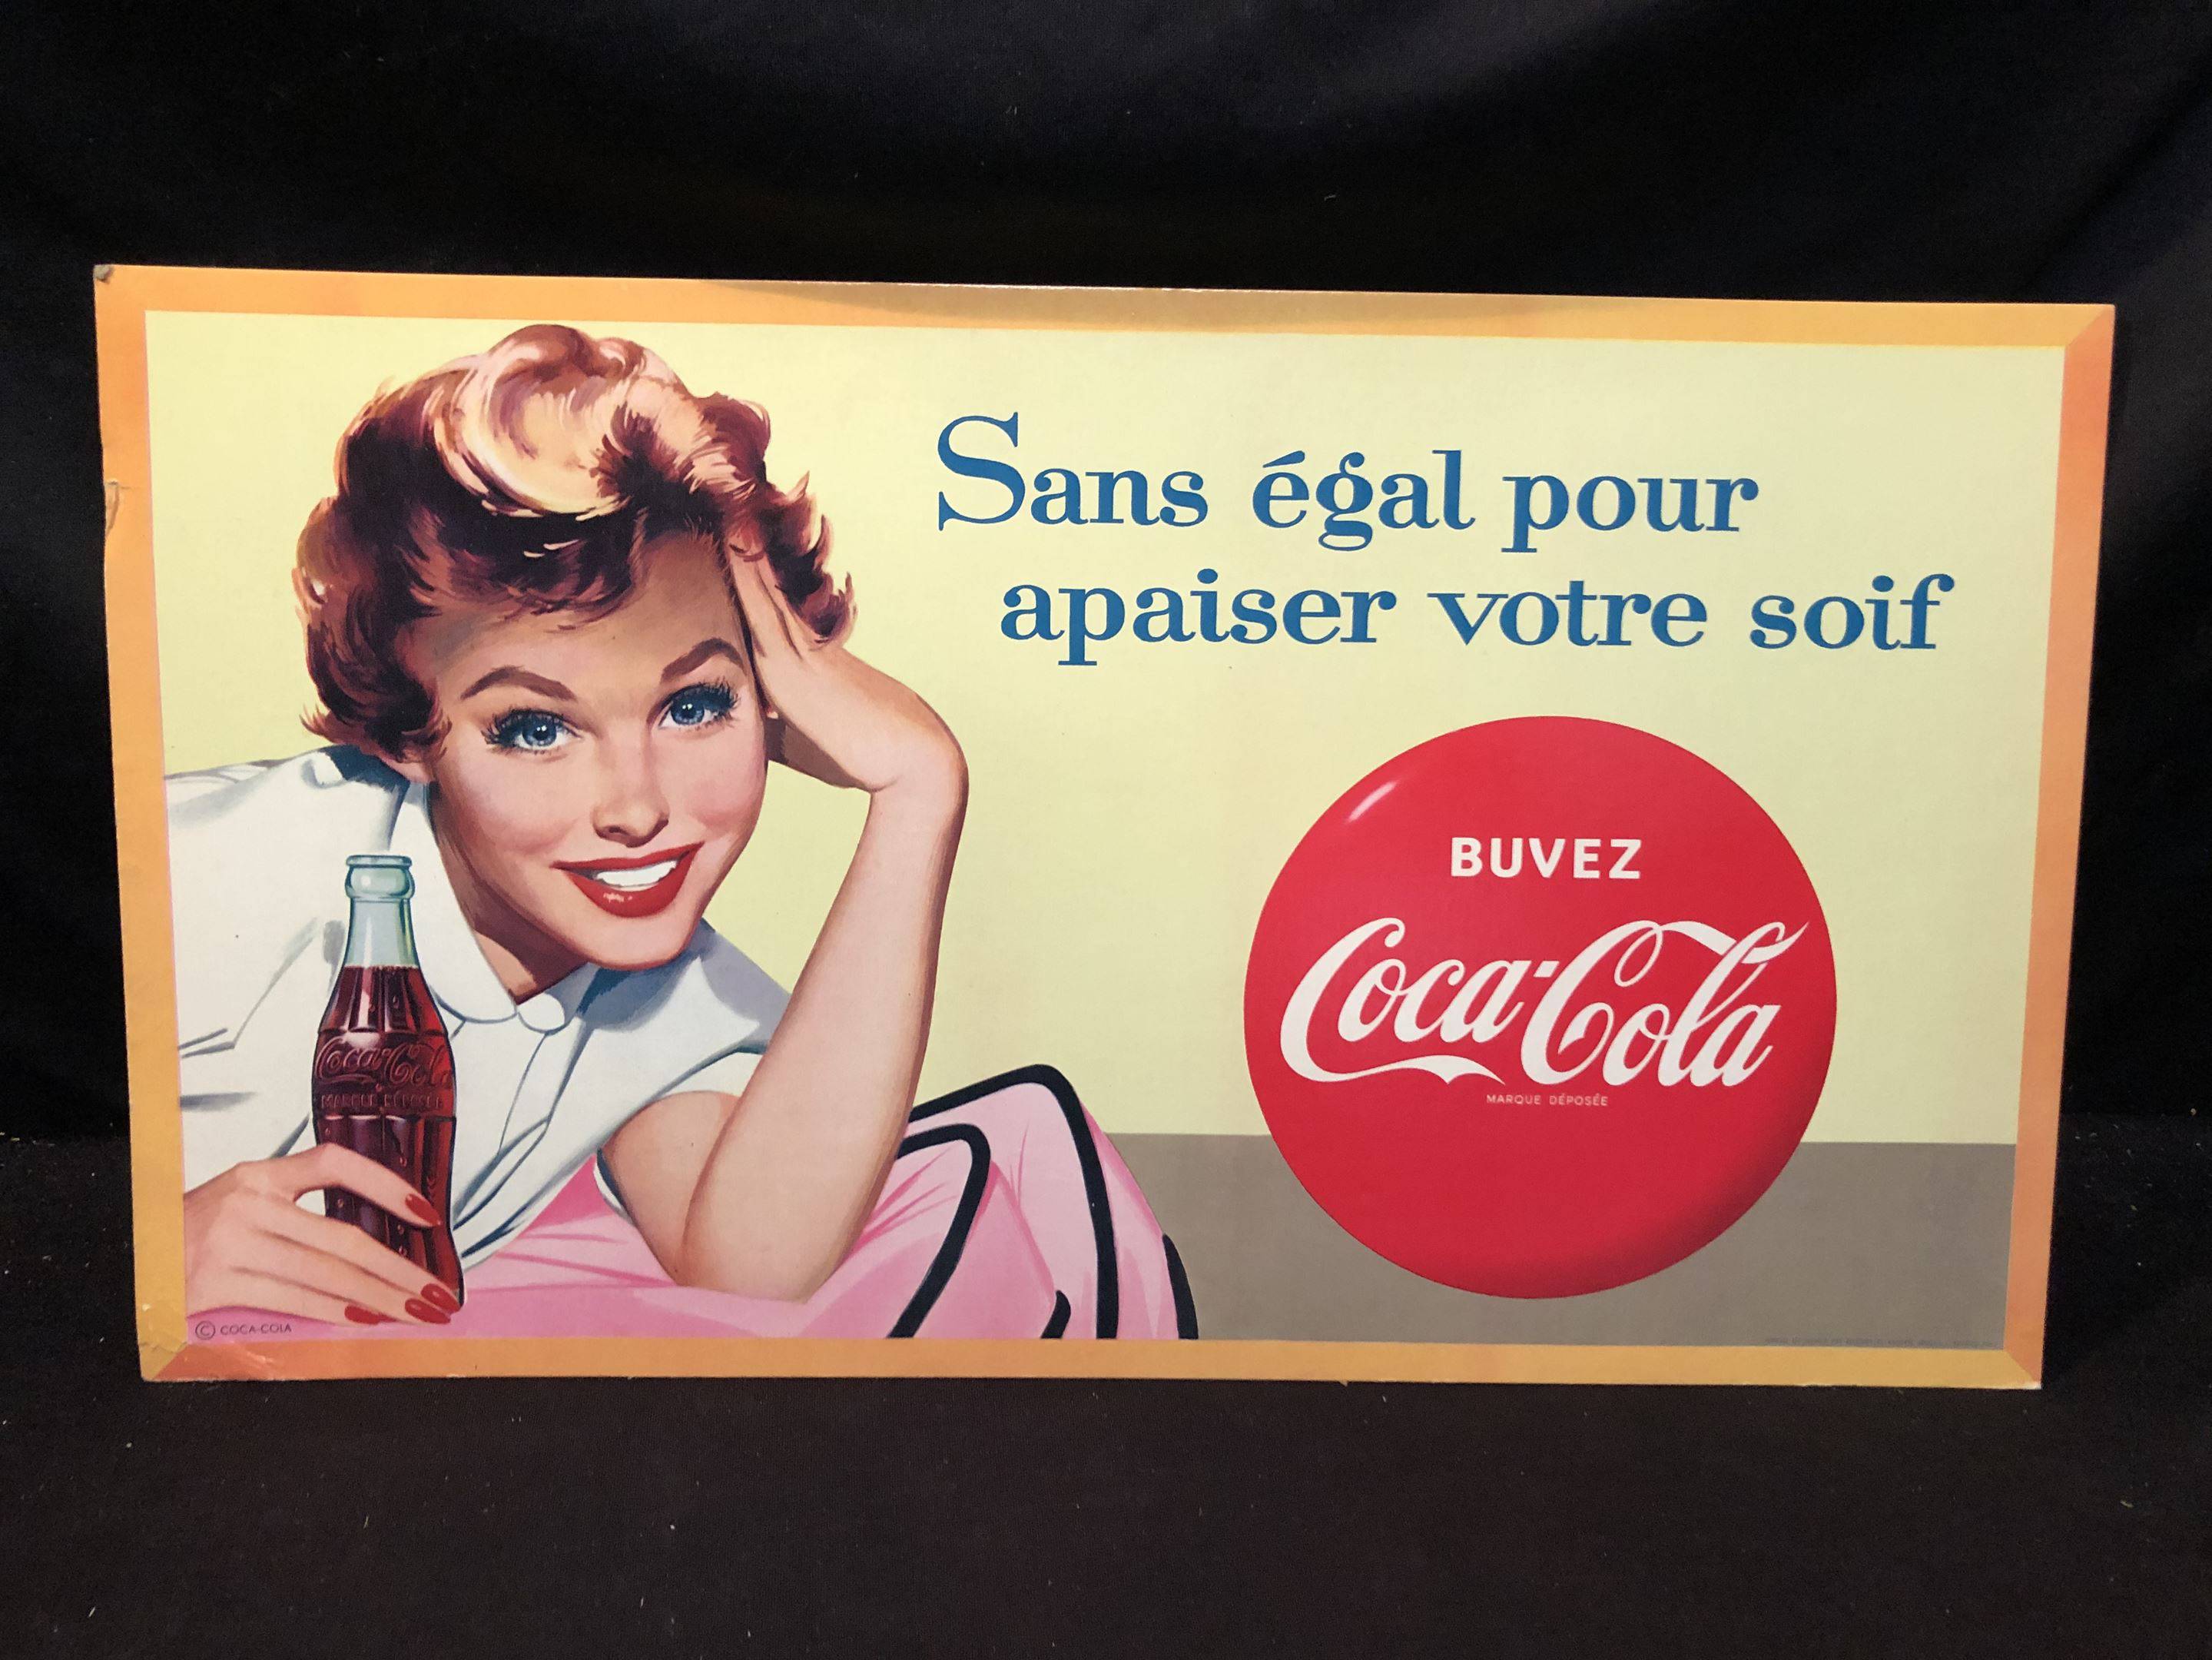 Sans égal pour
apaiser votre soif
BUVEZ
Coca-Cola
MARQUE DÉPOSÉE
Coca-Cola
MARQUE DÉPOSÉE
© COCA-COLA